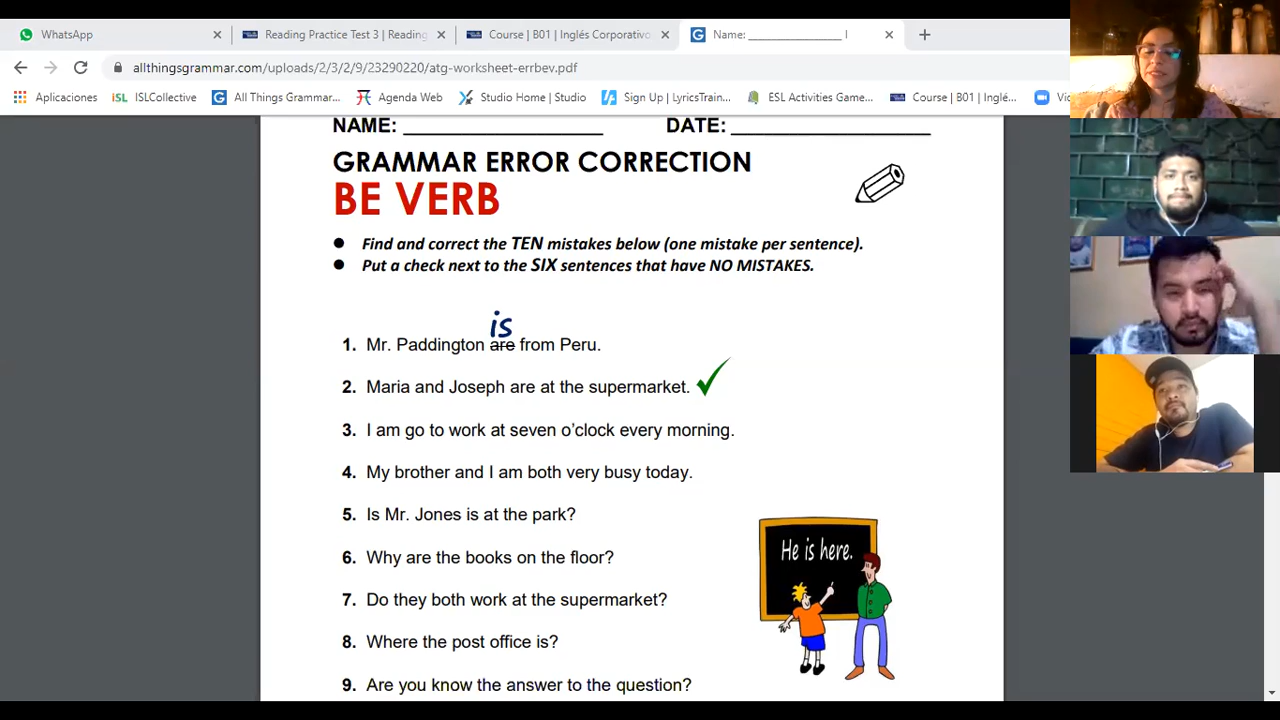 WhatsApp
Reading Practice Test 3 | Reading
Course | B01 | Inglés Corporativo
Name: ____________________ I
allthingsgrammar.com/uploads/2/3/2/9/23290220/atg-worksheet-errbev.pdf
Aplicaciones
iSL ISLCollective
G All Things Grammar...
Agenda Web
Studio Home | Studio
Sign Up | LyricsTrain...
ESL Activities Game...
Course | B01 | Inglé...
NAME: ____________________ DATE: ____________________
GRAMMAR ERROR CORRECTION
BE VERB
● Find and correct the TEN mistakes below (one mistake per sentence).
● Put a check next to the SIX sentences that have NO MISTAKES.
is
1. Mr. Paddington are from Peru.
2. Maria and Joseph are at the supermarket. ✓
3. I am go to work at seven o’clock every morning.
4. My brother and I am both very busy today.
5. Is Mr. Jones is at the park?
6. Why are the books on the floor?
He is here.
7. Do they both work at the supermarket?
8. Where the post office is?
9. Are you know the answer to the question?